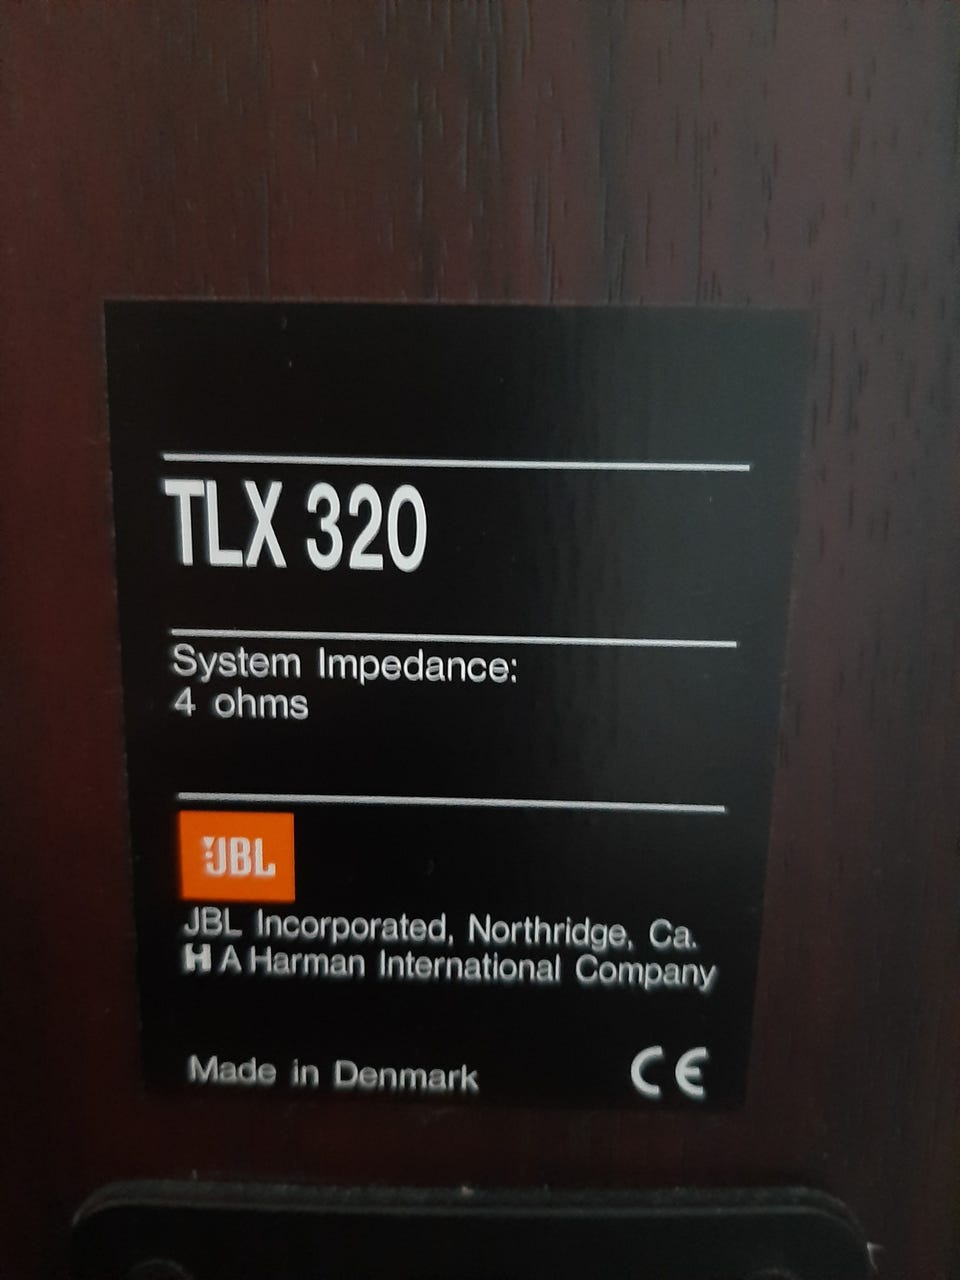 TLX 320
System Impedance:
4 ohms
JBL
JBL Incorporated, Northridge, Ca.
H A Harman International Company
Made in Denmark CE